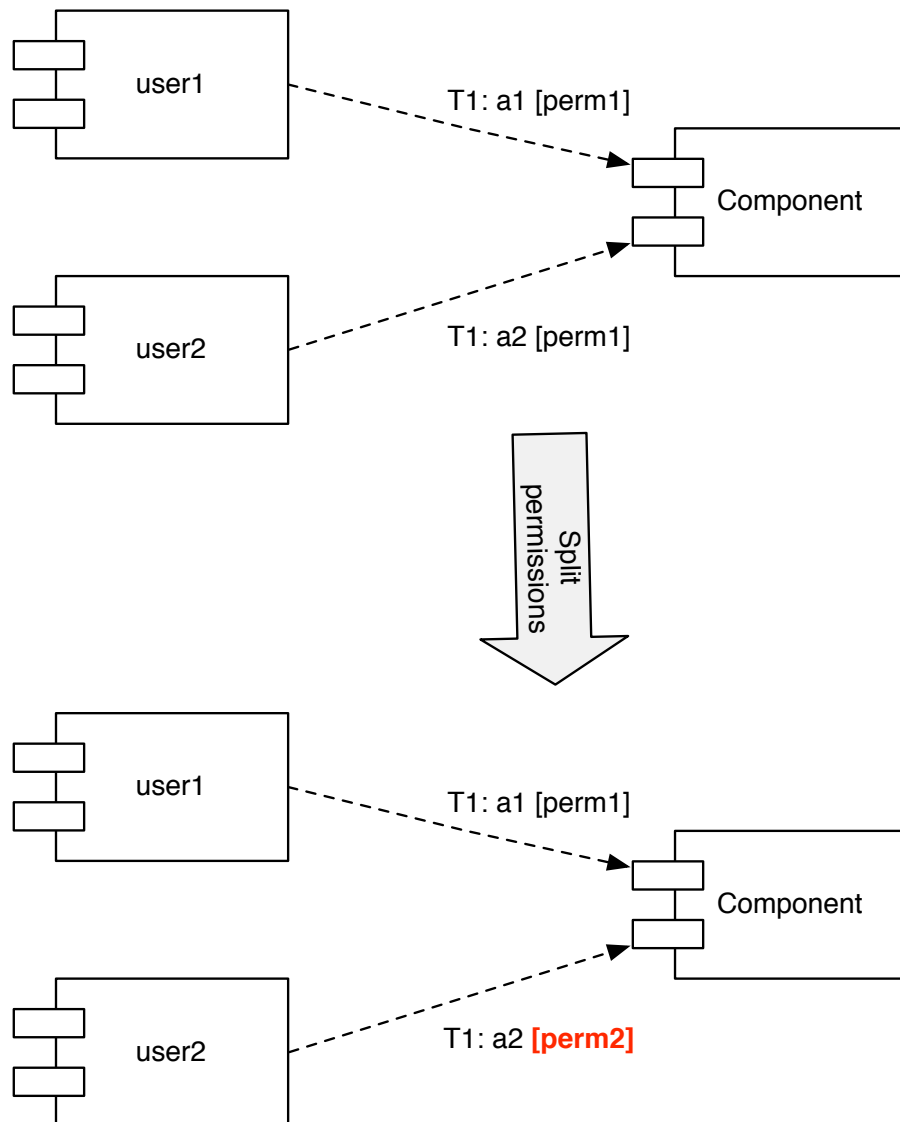 user1
T1: a1 [perm1]
Component
user2
T1: a2 [perm1]
Split
permissions
user1
T1: a1 [perm1]
Component
user2
T1: a2 [perm2]